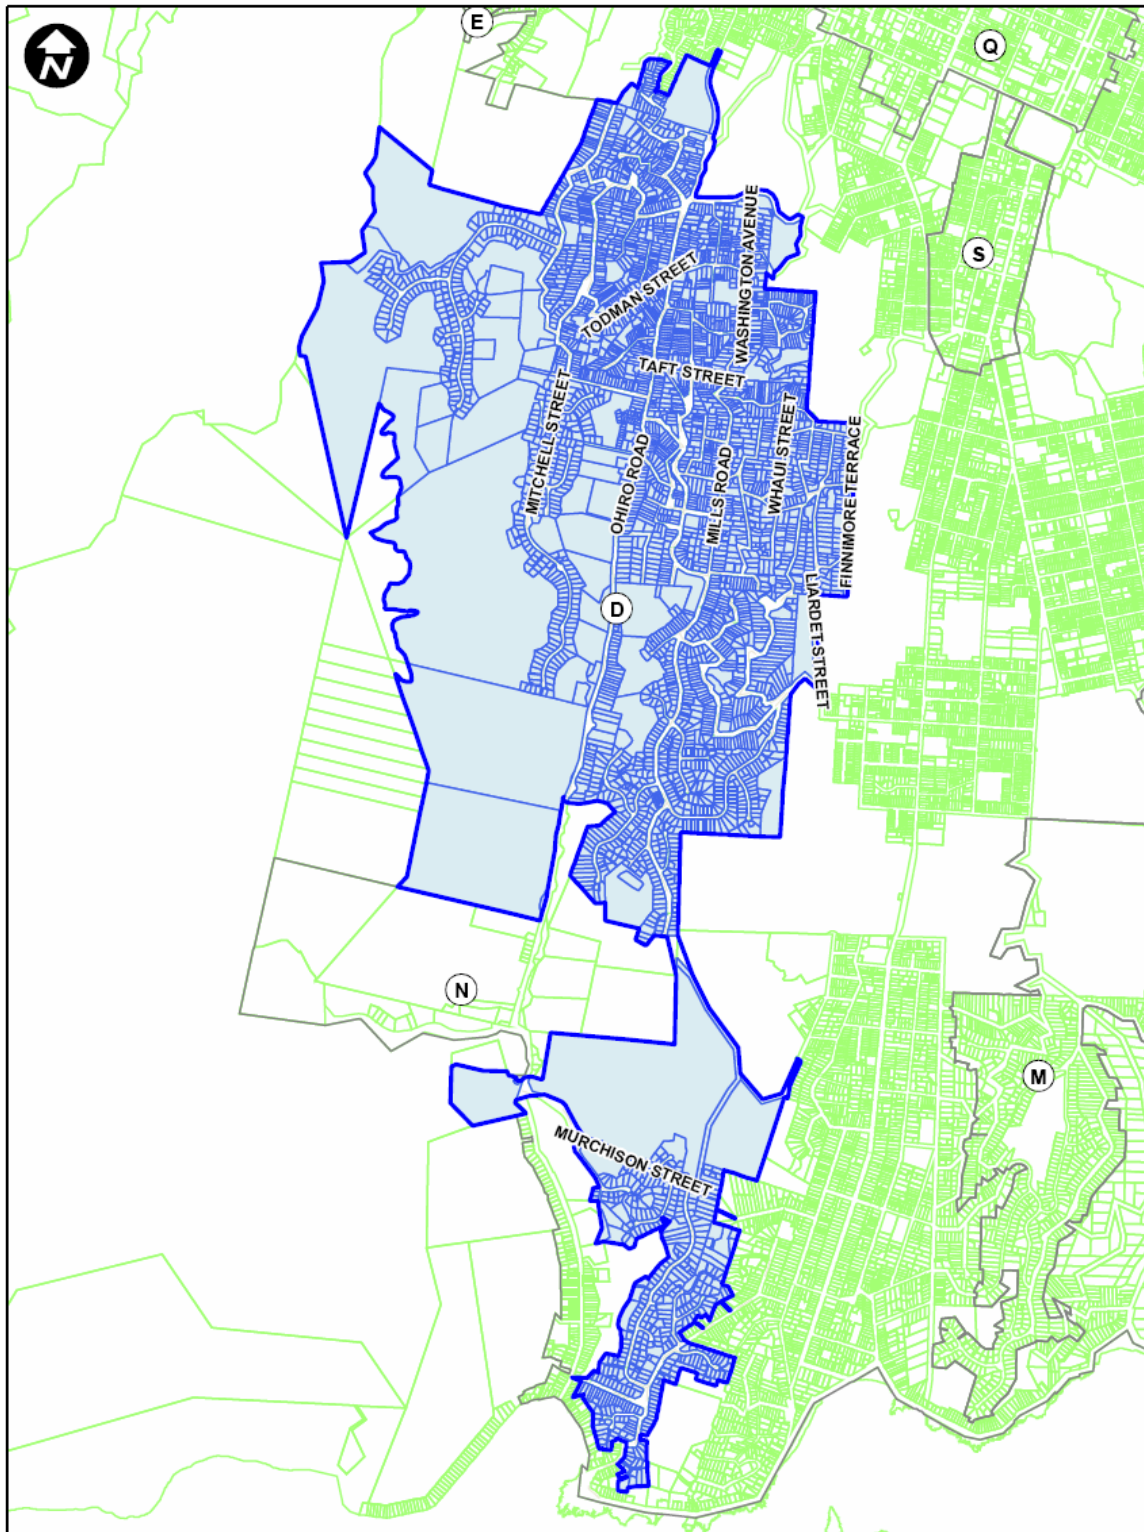 E
N
Q
S
WASHINGTON AVENUE
TODMAN STREET
TAFT STREET
MITCHELL STREET
OHIRO ROAD
MILLS ROAD
WHAUI STREET
FINNIMORE TERRACE
LIARDET STREET
D
N
M
MURCHISON STREET